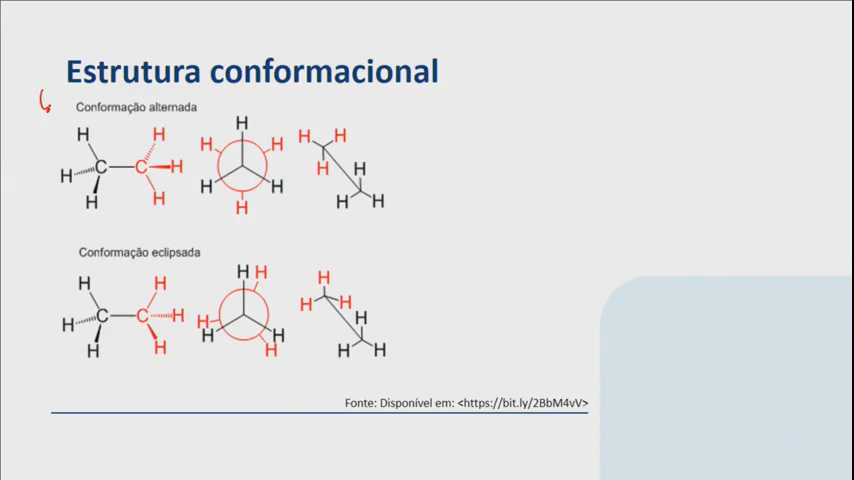 Estrutura conformacional
Conformação alternada
H H
H C C H
H H
H
H H
H H
H
H H
H H
H H
Conformação eclipsada
H H
H C C H
H H
H H
H
H H
H
H
H H
H
H H
Fonte: Disponível em: <https://bit.ly/2BbM4vV>